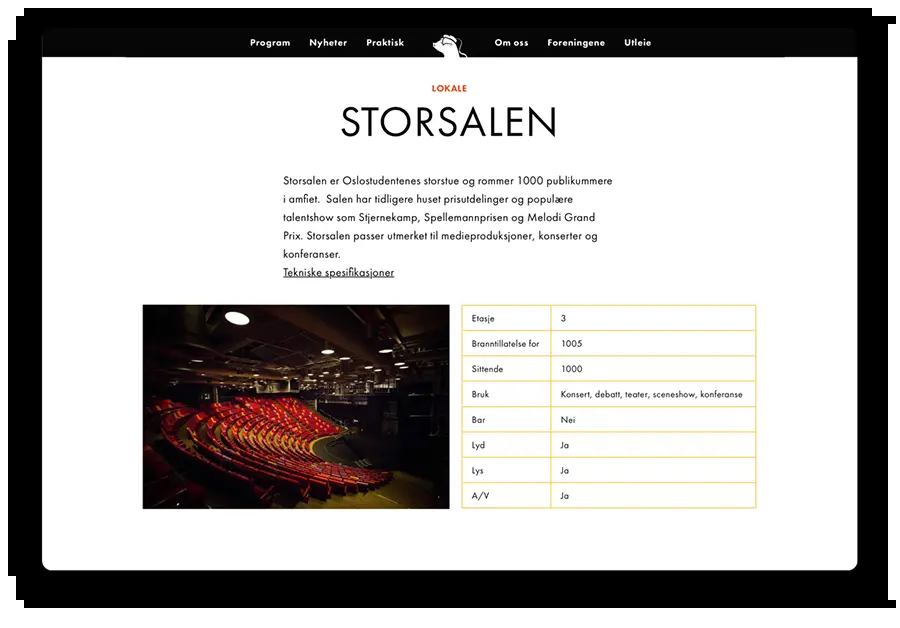 Program Nyheter Praktisk Om oss Foreningene Utleie
LOKALE
STORSALEN
Storsalen er Oslostudentenes storstue og rommer 1000 publikummere
i amfiet. Salen har tidligere huset prisutdelinger og populære
talentshow som Stjernekamp, Spellemannprisen og Melodi Grand
Prix. Storsalen passer utmerket til medieproduksjoner, konserter og
konferanser.
Tekniske spesifikasjoner
Etasje 3
Branntillatelse for 1005
Sittende 1000
Bruk Konsert, debatt, teater, sceneshow, konferanse
Bar Nei
Lyd Ja
Lys Ja
A/V Ja